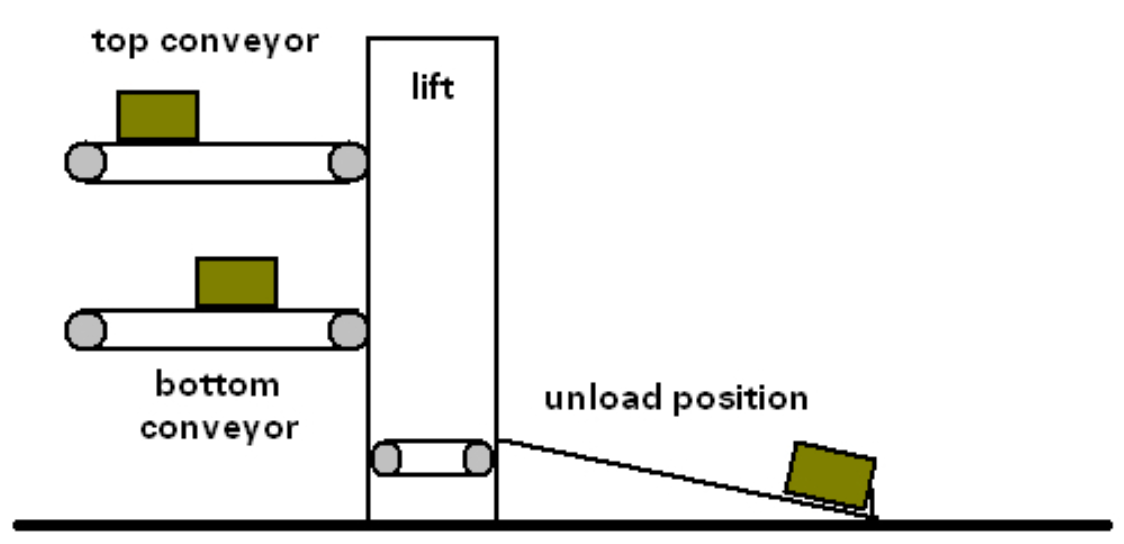 top conveyor
lift
bottom
conveyor
unload position